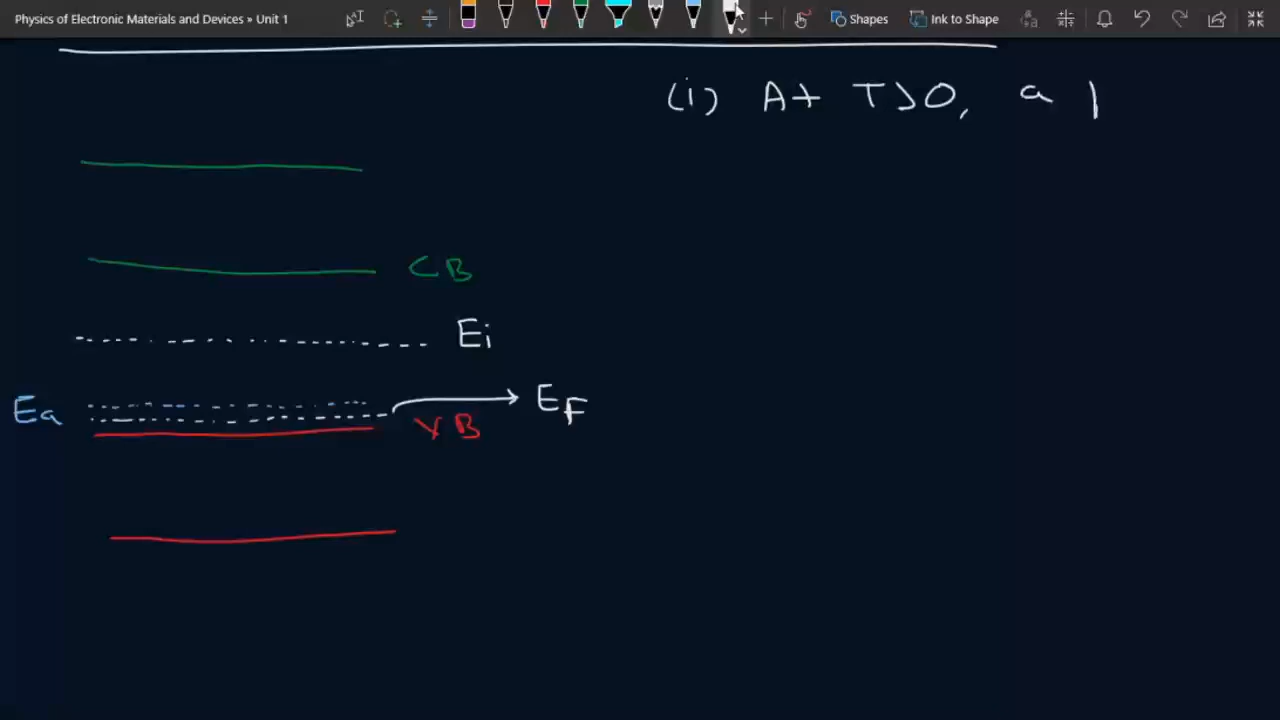 Physics of Electronic Materials and Devices » Unit 1
Shapes
Ink to Shape
(i) At T>0, a
CB
Ei
Ea
EF
VB